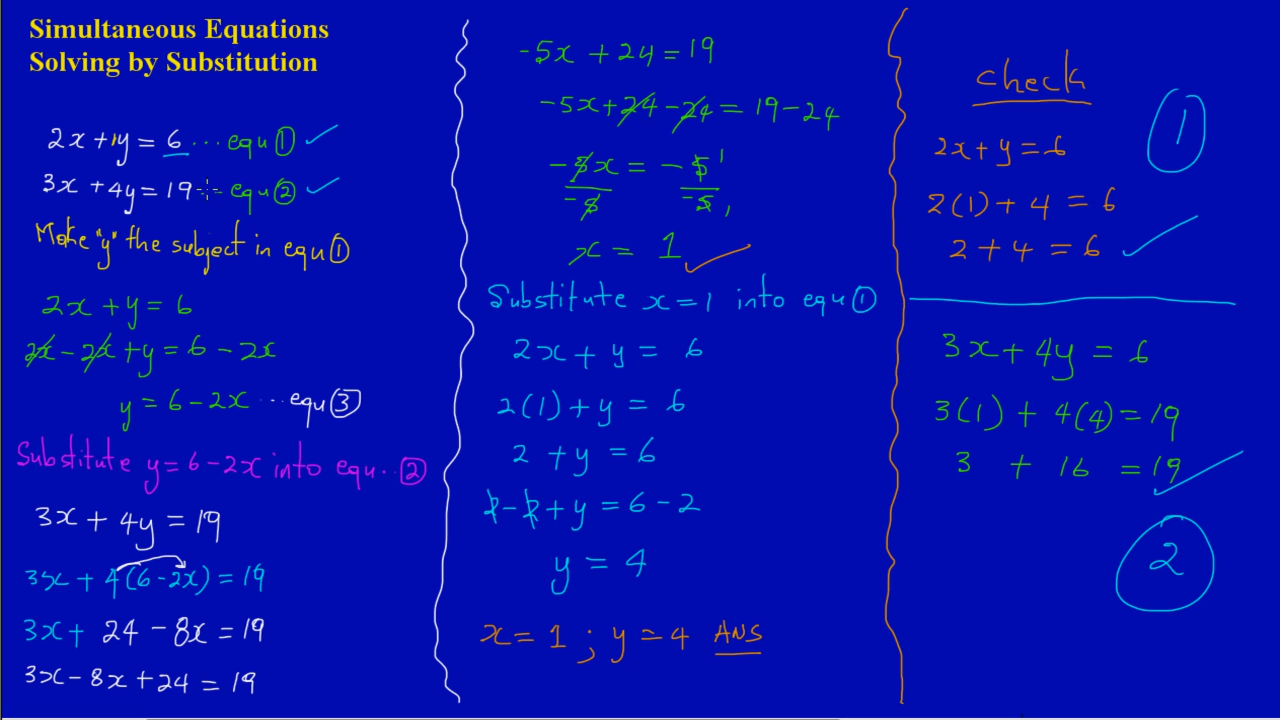 Simultaneous Equations
Solving by Substitution
2x + 1y = 6 ... equ ①
3x + 4y = 19 -- equ ②
Make "y" the subject in equ ①
2x + y = 6
2x - 2x + y = 6 - 2x
y = 6 - 2x ... equ ③
Substitute y = 6 - 2x into equ .. ②
3x + 4y = 19
3x + 4(6 - 2x) = 19
3x + 24 - 8x = 19
3x - 8x + 24 = 19
-5x + 24 = 19
-5x + 24 - 24 = 19 - 24
-5x = -5 1
-5 -5 1
x = 1
Substitute x = 1 into equ ①
2x + y = 6
2(1) + y = 6
2 + y = 6
2 - 2 + y = 6 - 2
y = 4
x = 1 ; y = 4 ANS
check
1
2x + y = 6
2(1) + 4 = 6
2 + 4 = 6
3x + 4y = 6
3(1) + 4(4) = 19
3 + 16 = 19
2